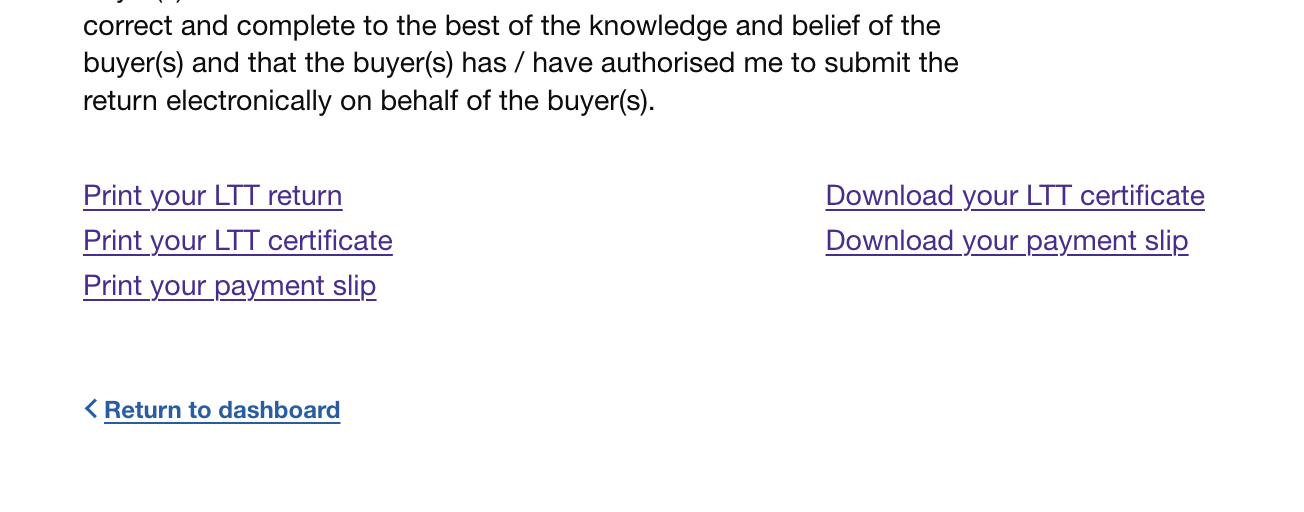 correct and complete to the best of the knowledge and belief of the
buyer(s) and that the buyer(s) has / have authorised me to submit the
return electronically on behalf of the buyer(s).
Print your LTT return
Download your LTT certificate
Print your LTT certificate
Download your payment slip
Print your payment slip
Return to dashboard